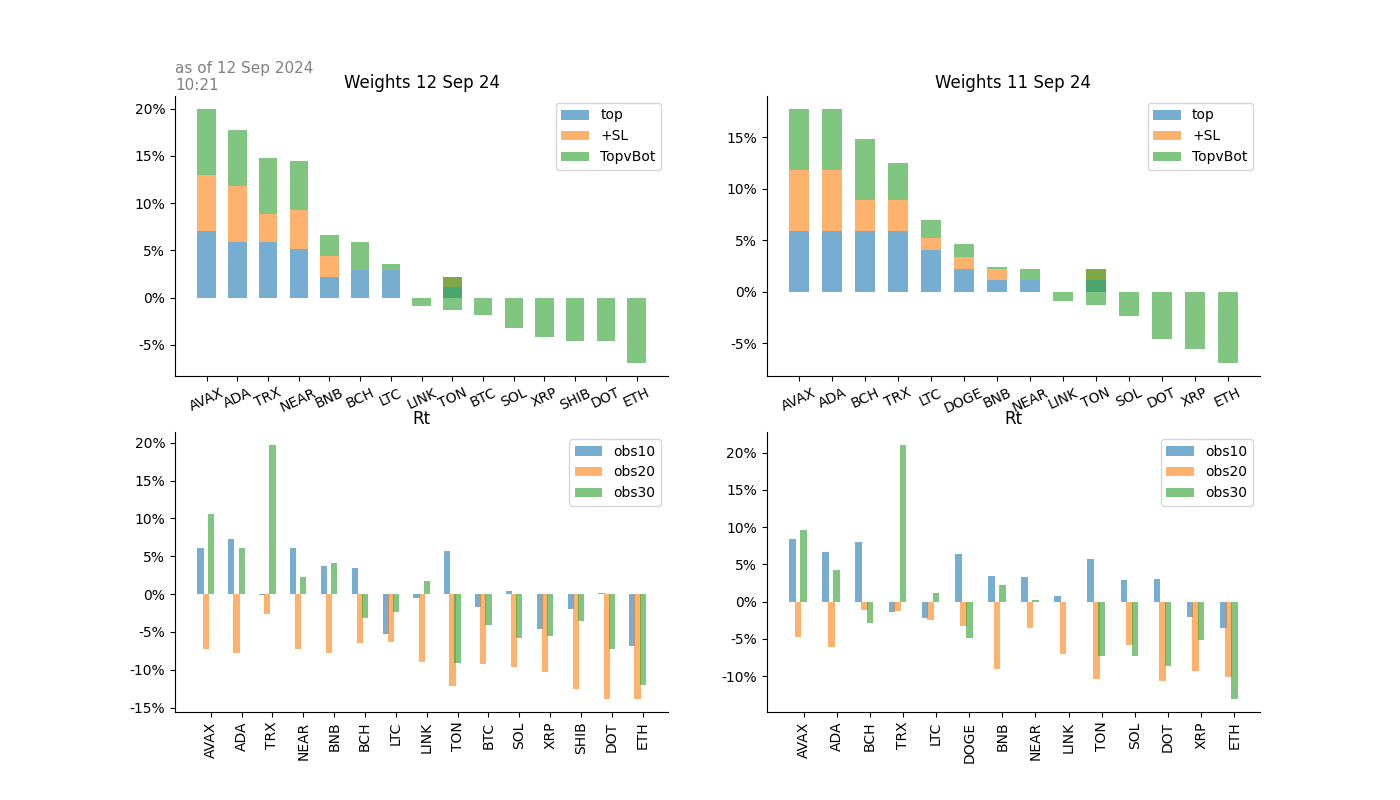 as of 12 Sep 2024
10:21
Weights 12 Sep 24
20%
15%
10%
5%
0%
-5%
top
+SL
TopvBot
AVAX ADA TRX NEAR BNB BCH LTC LINK TON BTC SOL XRP SHIB DOT ETH
Weights 11 Sep 24
15%
10%
5%
0%
-5%
top
+SL
TopvBot
AVAX ADA BCH TRX LTC DOGE BNB NEAR LINK TON SOL DOT XRP ETH
Rt
20%
15%
10%
5%
0%
-5%
-10%
-15%
obs10
obs20
obs30
AVAX ADA TRX NEAR BNB BCH LTC LINK TON BTC SOL XRP SHIB DOT ETH
Rt
20%
15%
10%
5%
0%
-5%
-10%
obs10
obs20
obs30
AVAX ADA BCH TRX LTC DOGE BNB NEAR LINK TON SOL DOT XRP ETH